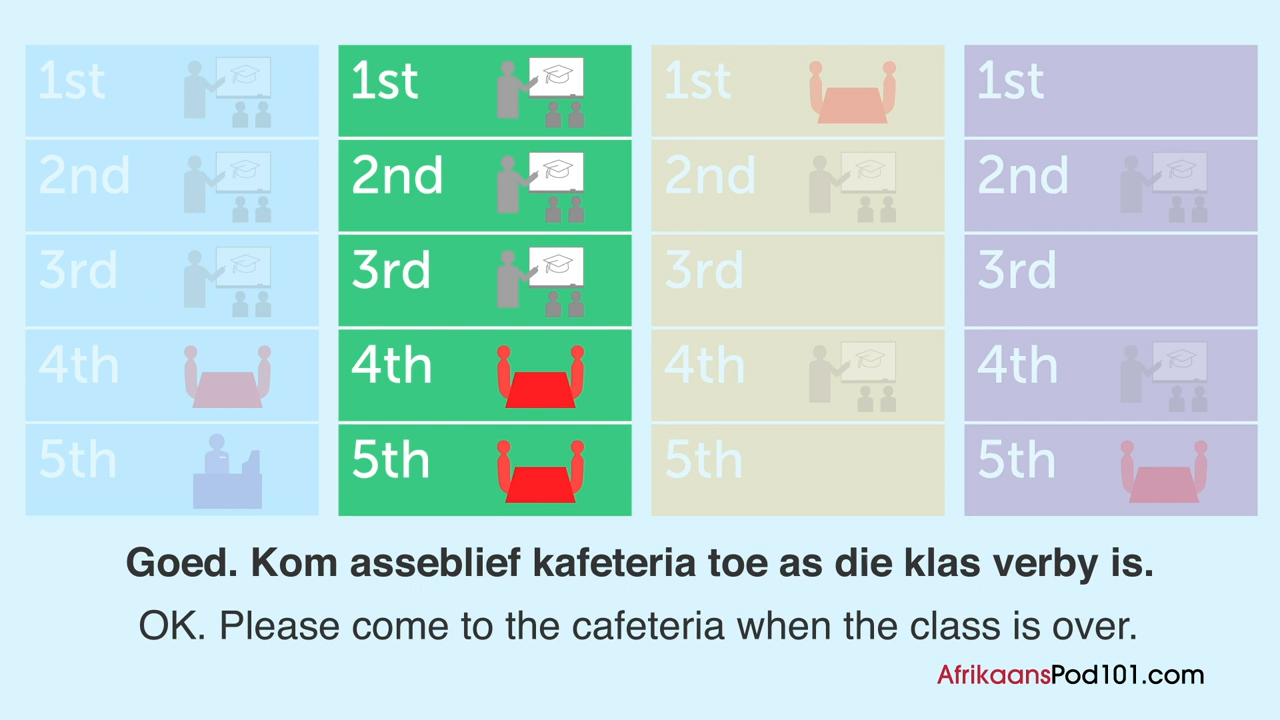 1st 1st 1st 1st
2nd 2nd 2nd 2nd
3rd 3rd 3rd 3rd
4th 4th 4th 4th
5th 5th 5th 5th
Goed. Kom asseblief kafeteria toe as die klas verby is.
OK. Please come to the cafeteria when the class is over.
AfrikaansPod101.com